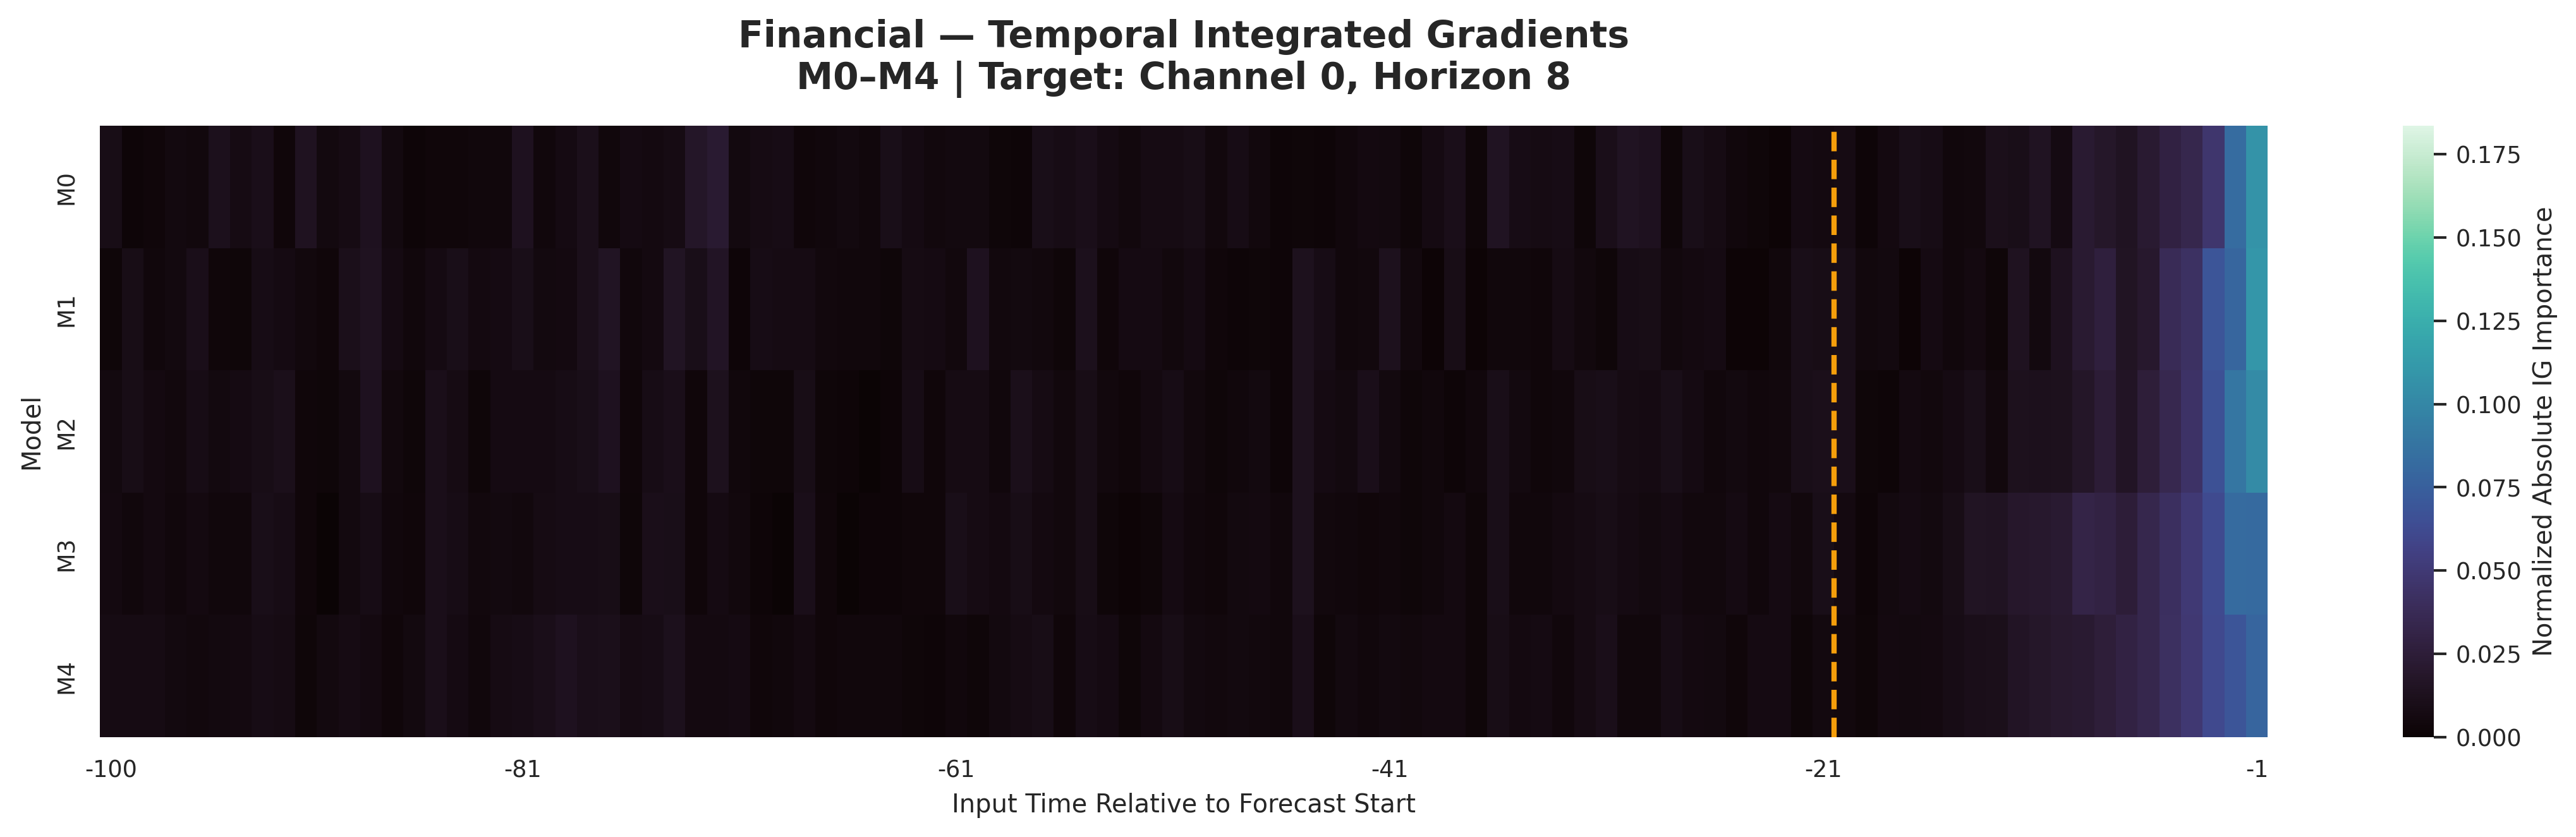 Financial — Temporal Integrated Gradients
M0–M4 | Target: Channel 0, Horizon 8
Model
M0
M1
M2
M3
M4
-100
-81
-61
-41
-21
-1
Input Time Relative to Forecast Start
0.175
0.150
0.125
0.100
0.075
0.050
0.025
0.000
Normalized Absolute IG Importance